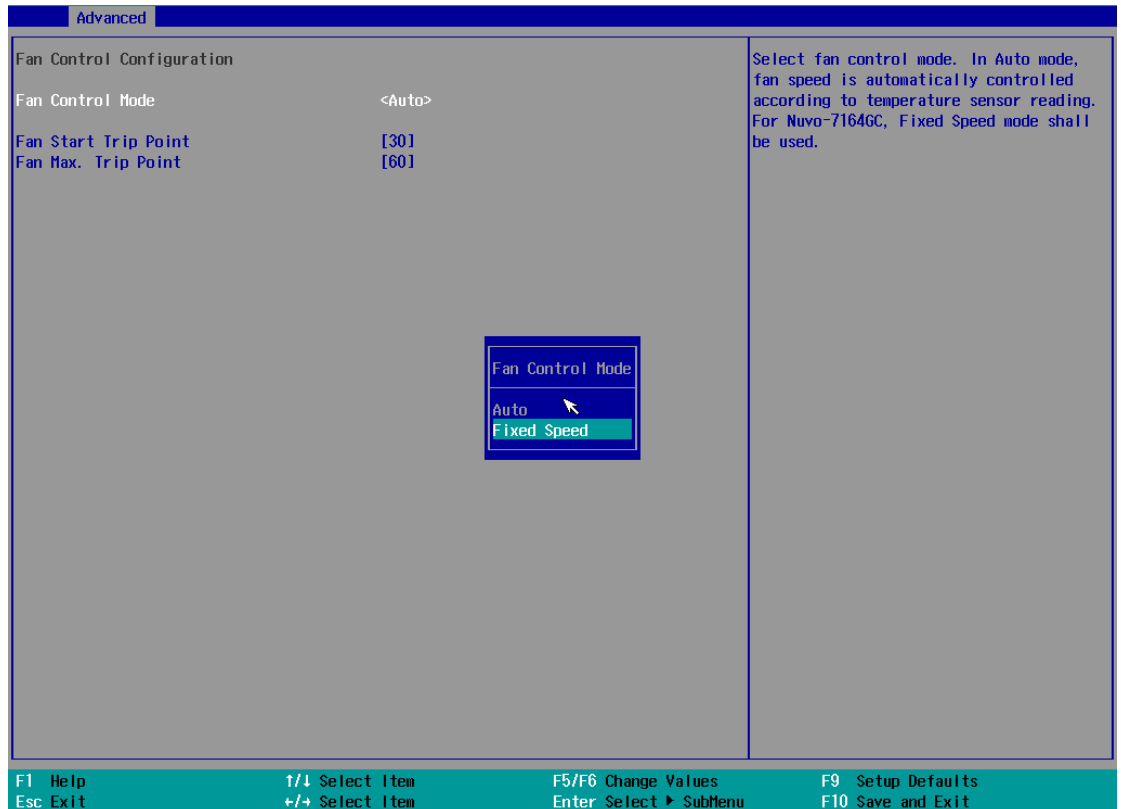 Advanced
Fan Control Configuration
Fan Control Mode <Auto>
Fan Start Trip Point [30]
Fan Max. Trip Point [60]
Select fan control mode. In Auto mode,
fan speed is automatically controlled
according to temperature sensor reading.
For Nuvo-7164GC, Fixed Speed mode shall
be used.
Fan Control Mode
Auto
Fixed Speed
F1 Help ↑/↓ Select Item F5/F6 Change Values F9 Setup Defaults
Esc Exit ←/→ Select Item Enter Select ▶ SubMenu F10 Save and Exit